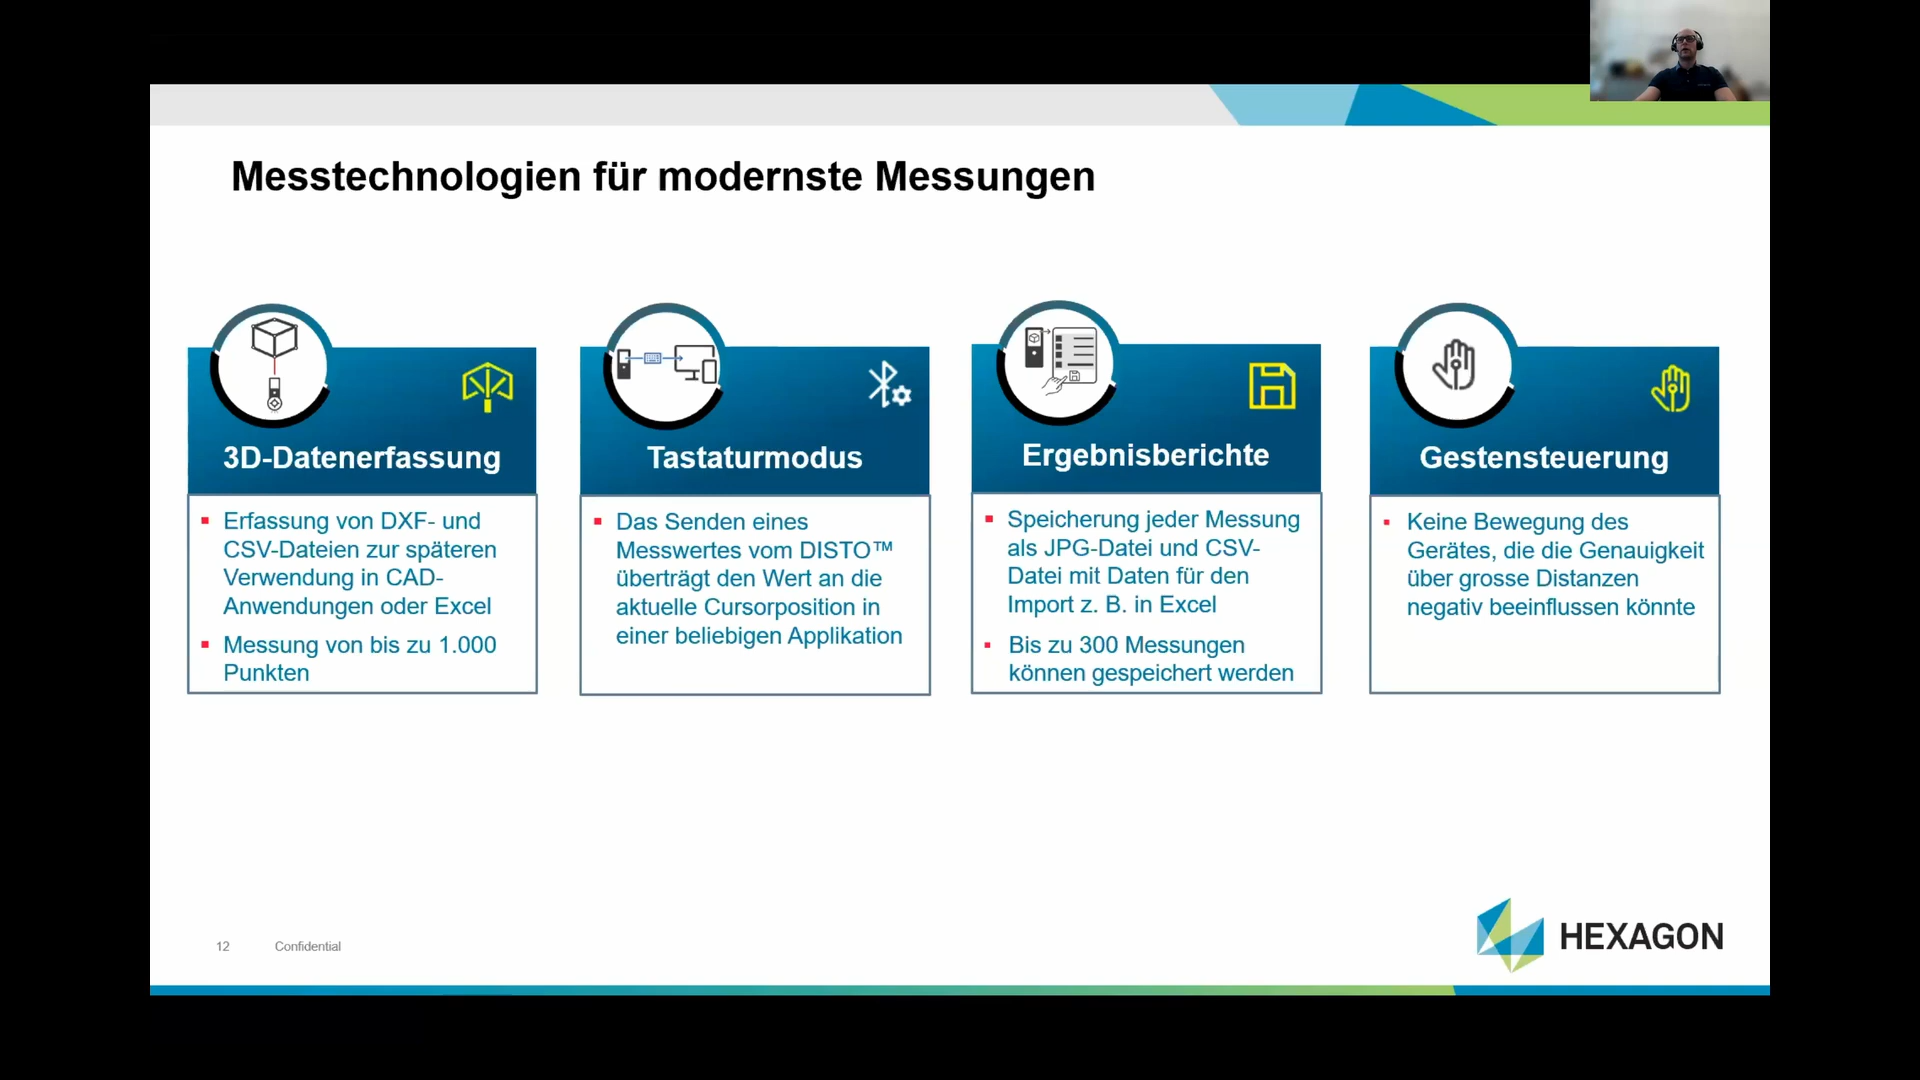 Messtechnologien für modernste Messungen
3D-Datenerfassung
Erfassung von DXF- und
CSV-Dateien zur späteren
Verwendung in CAD-
Anwendungen oder Excel
Messung von bis zu 1.000
Punkten
Tastaturmodus
Das Senden eines
Messwertes vom DISTO™
überträgt den Wert an die
aktuelle Cursorposition in
einer beliebigen Applikation
Ergebnisberichte
Speicherung jeder Messung
als JPG-Datei und CSV-
Datei mit Daten für den
Import z. B. in Excel
Bis zu 300 Messungen
können gespeichert werden
Gestensteuerung
Keine Bewegung des
Gerätes, die die Genauigkeit
über grosse Distanzen
negativ beeinflussen könnte
12 Confidential
HEXAGON